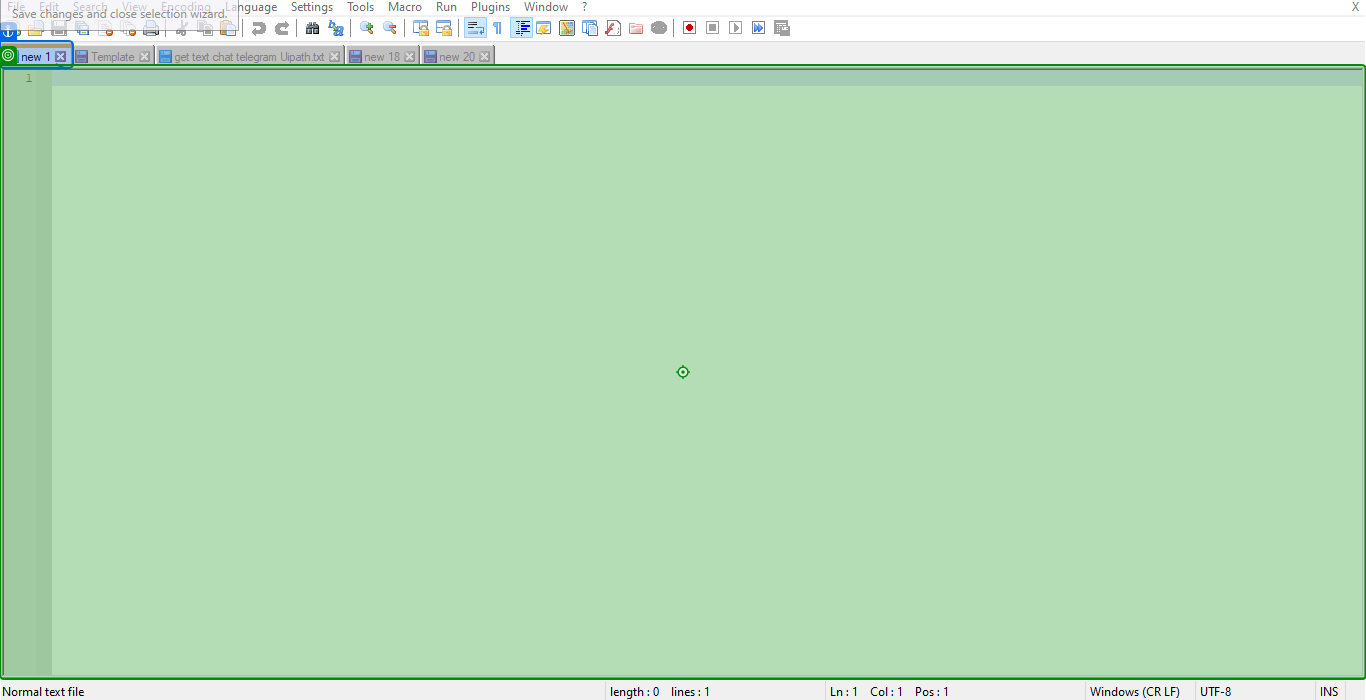 File Edit Search View Encoding Language Settings Tools Macro Run Plugins Window ? X
Save changes and close selection wizard.
new 1 Template get text chat telegram Uipath.txt new 18 new 20
1
Normal text file length : 0 lines : 1 Ln : 1 Col : 1 Pos : 1 Windows (CR LF) UTF-8 INS